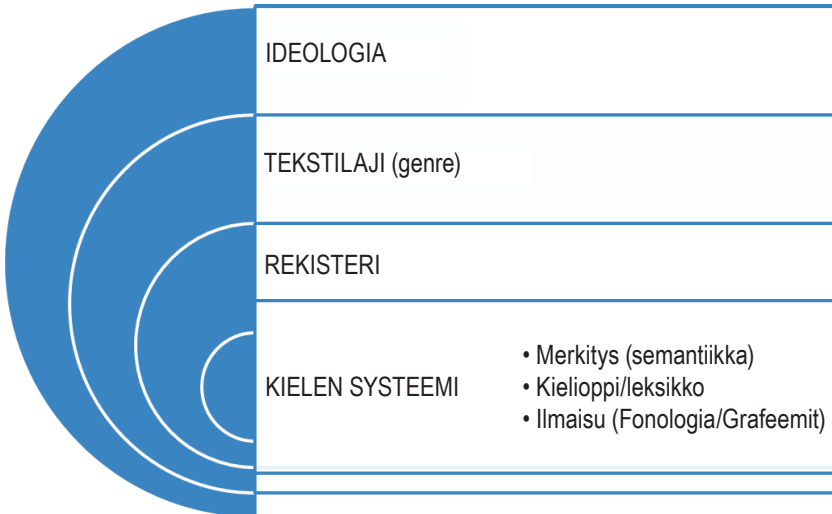 IDEOLOGIA
TEKSTILAJI (genre)
REKISTERI
KIELEN SYSTEEMI
• Merkitys (semantiikka)
• Kielioppi/leksikko
• Ilmaisu (Fonologia/Grafeemit)